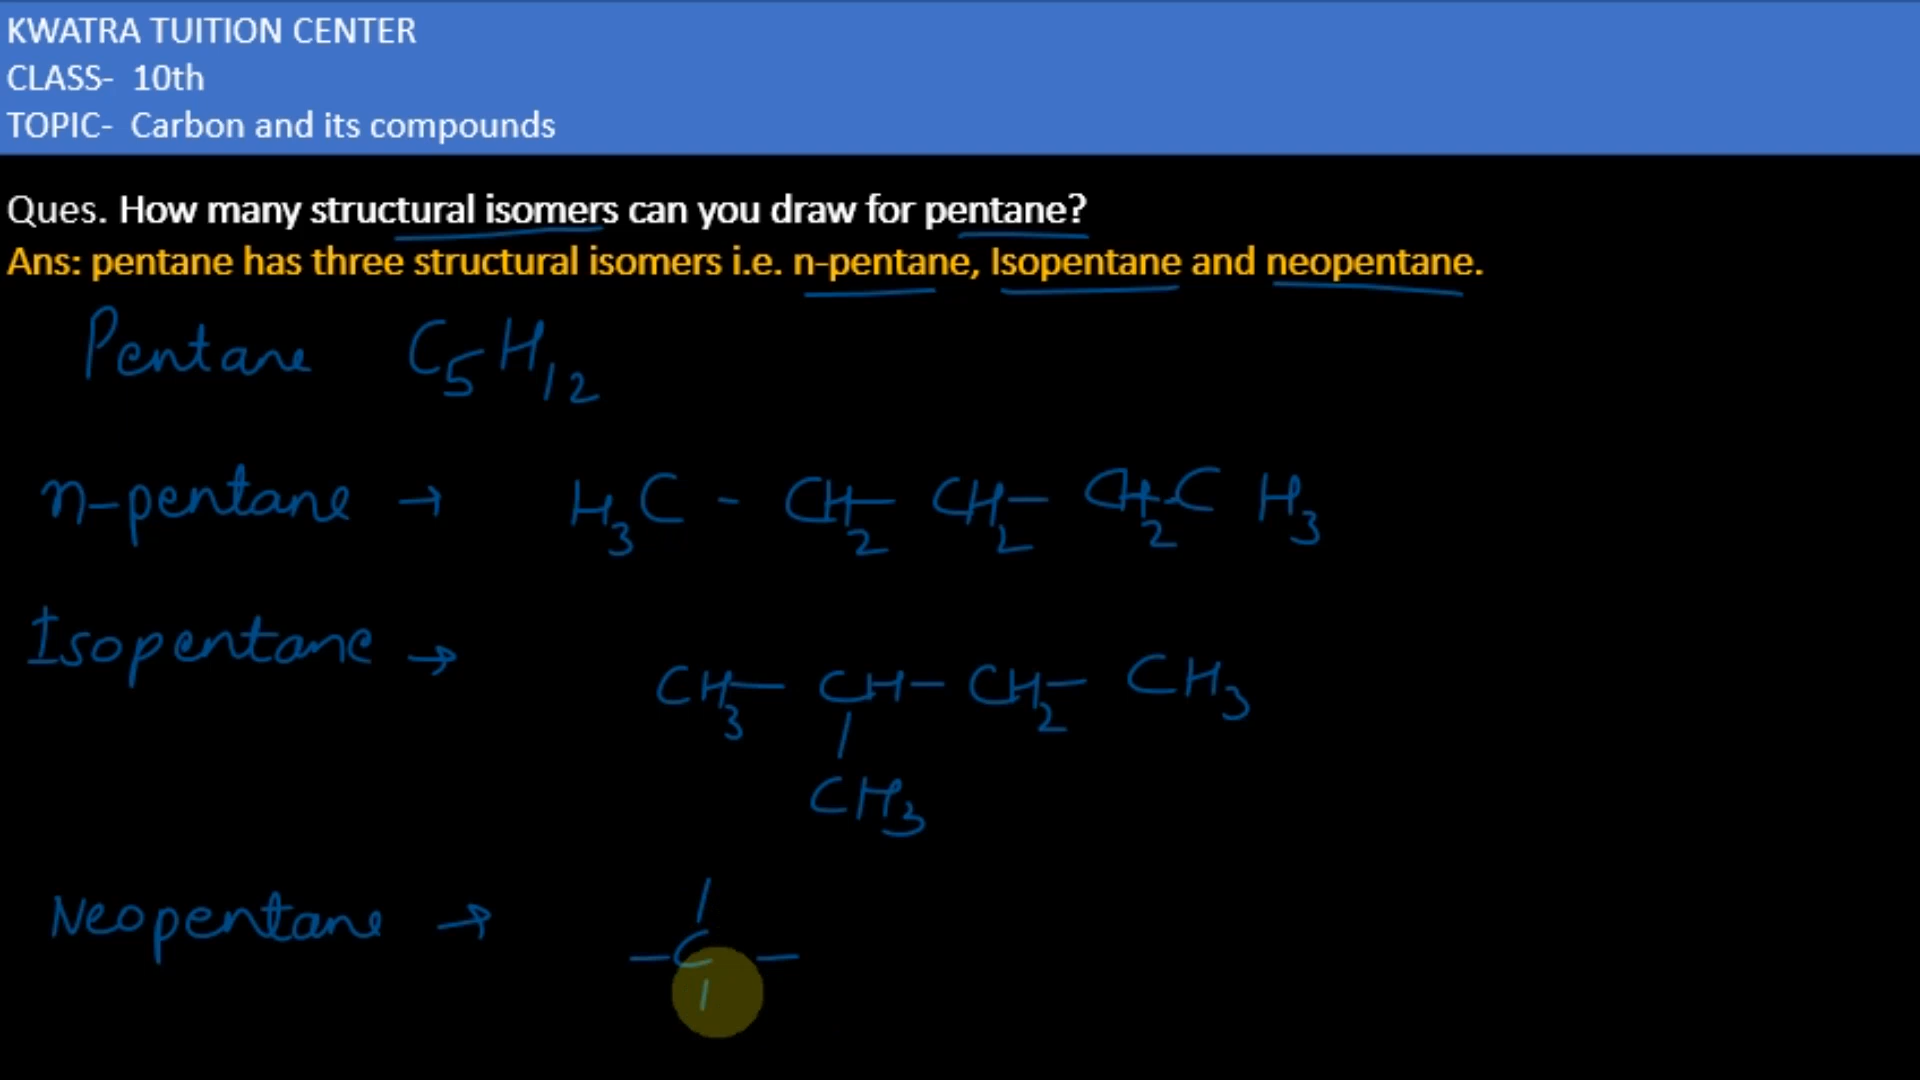 KWATRA TUITION CENTER
CLASS- 10th
TOPIC- Carbon and its compounds
Ques. How many structural isomers can you draw for pentane?
Ans: pentane has three structural isomers i.e. n-pentane, Isopentane and neopentane.
Pentane C₅H₁₂
n-pentane → H₃C - CH₂ - CH₂ - CH₂ - CH₃
Isopentane →
CH₃ - CH - CH₂ - CH₃
|
CH₃
|
Neopentane →
- C -
|